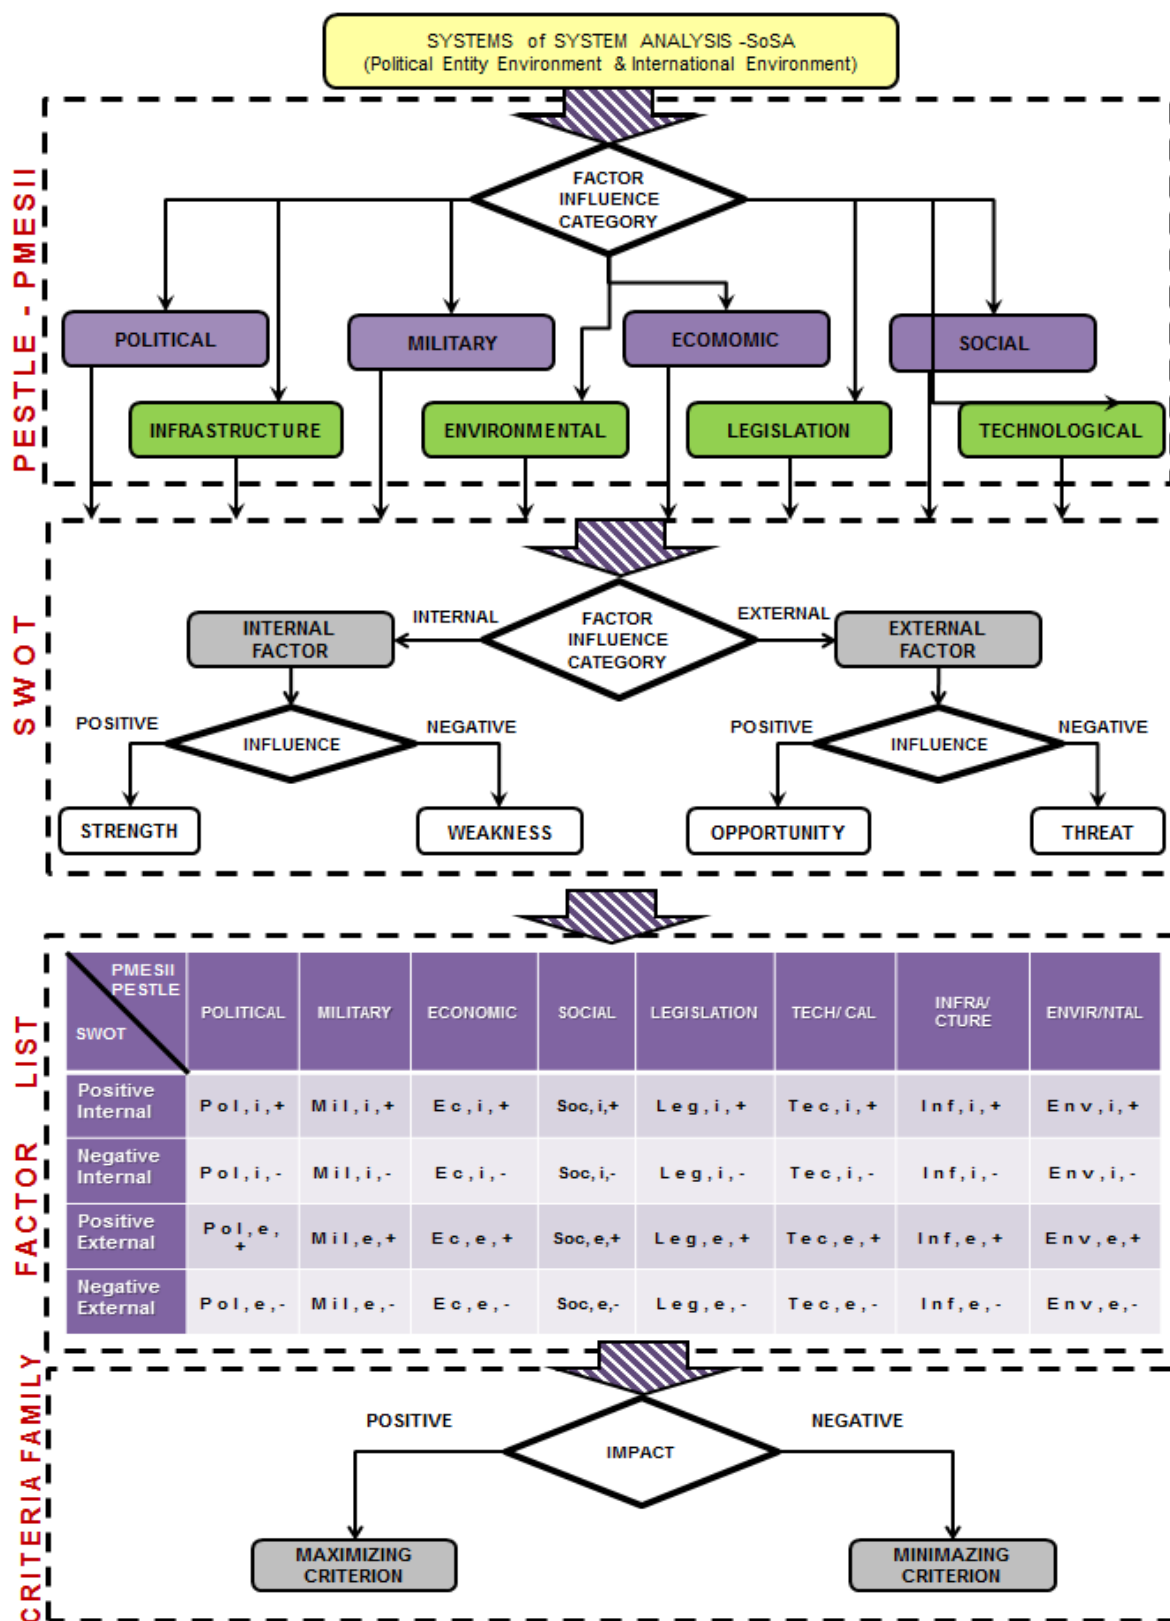 SYSTEMS of SYSTEM ANALYSIS -SoSA
(Political Entity Environment & International Environment)
PESTLE - PMESII
FACTOR
INFLUENCE
CATEGORY
POLITICAL
MILITARY
ECOMOMIC
SOCIAL
INFRASTRUCTURE
ENVIRONMENTAL
LEGISLATION
TECHNOLOGICAL
SWOT
FACTOR
INFLUENCE
CATEGORY
INTERNAL
EXTERNAL
INTERNAL
FACTOR
EXTERNAL
FACTOR
POSITIVE
INFLUENCE
NEGATIVE
POSITIVE
INFLUENCE
NEGATIVE
STRENGTH
WEAKNESS
OPPORTUNITY
THREAT
FACTOR LIST
PMESII
PESTLE
SWOT
POLITICAL
MILITARY
ECONOMIC
SOCIAL
LEGISLATION
TECH/ CAL
INFRA/
CTURE
ENVIR/NTAL
Positive
Internal
Pol,i,+
Mil,i,+
Ec,i,+
Soc,i,+
Leg,i,+
Tec,i,+
Inf,i,+
Env,i,+
Negative
Internal
Pol,i,-
Mil,i,-
Ec,i,-
Soc,i,-
Leg,i,-
Tec,i,-
Inf,i,-
Env,i,-
Positive
External
Pol,e,
+
Mil,e,+
Ec,e,+
Soc,e,+
Leg,e,+
Tec,e,+
Inf,e,+
Env,e,+
Negative
External
Pol,e,-
Mil,e,-
Ec,e,-
Soc,e,-
Leg,e,-
Tec,e,-
Inf,e,-
Env,e,-
CRITERIA FAMILY
POSITIVE
IMPACT
NEGATIVE
MAXIMIZING
CRITERION
MINIMAZING
CRITERION